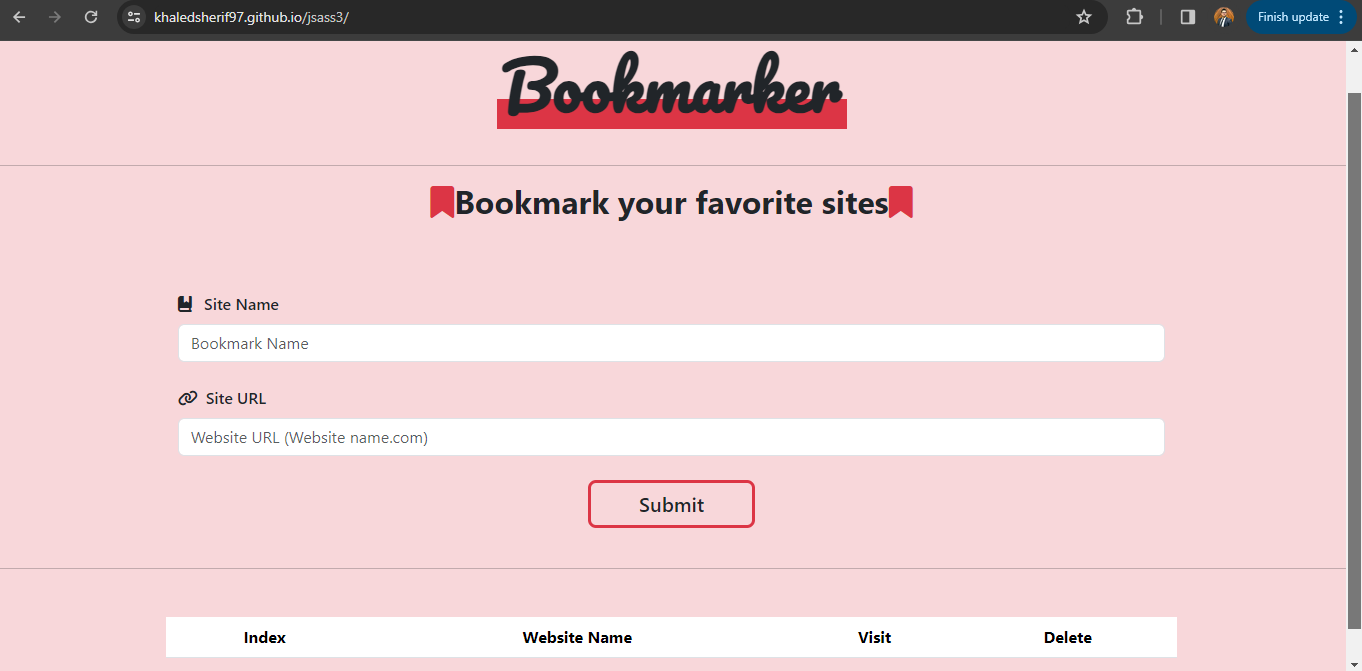 khaledsherif97.github.io/jsass3/ Finish update
Bookmarker
Bookmark your favorite sites
Site Name
Bookmark Name
Site URL
Website URL (Website name.com)
Submit
Index Website Name Visit Delete